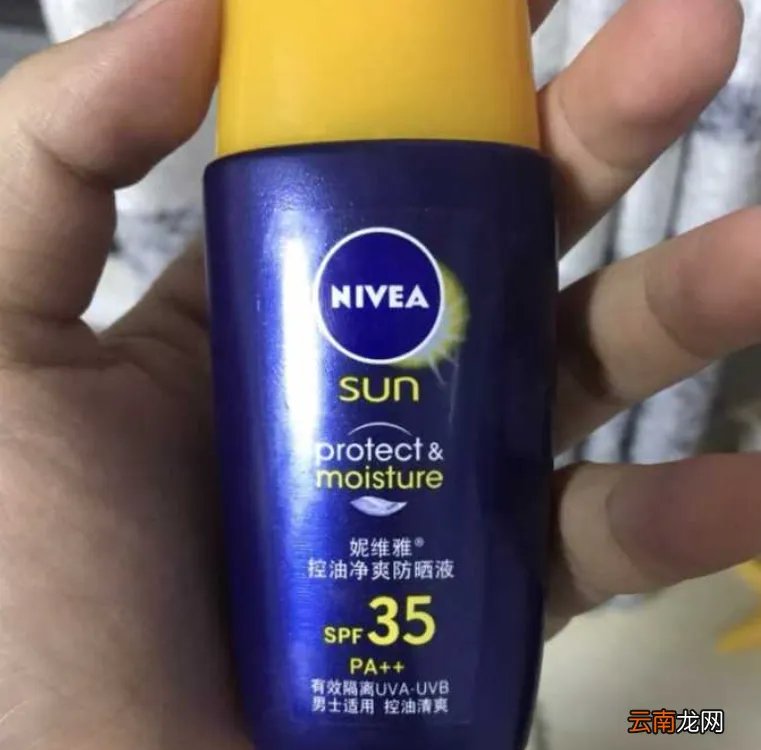 NIVEA
sun
protect &
moisture
妮维雅®
控油净爽防晒液
SPF 35
PA++
有效隔离UVA-UVB
男士适用 控油清爽
云南龙网